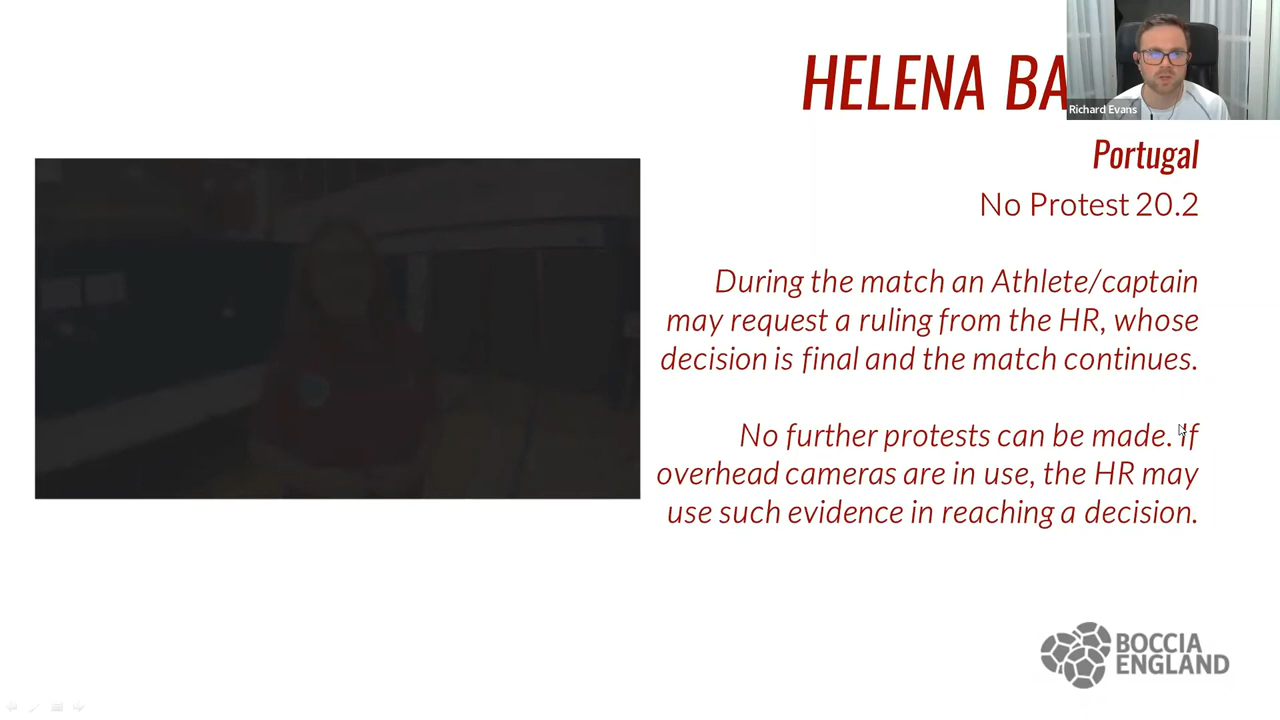 HELENA BA
Richard Evans
Portugal
No Protest 20.2
During the match an Athlete/captain
may request a ruling from the HR, whose
decision is final and the match continues.
No further protests can be made. If
overhead cameras are in use, the HR may
use such evidence in reaching a decision.
BOCCIA
ENGLAND